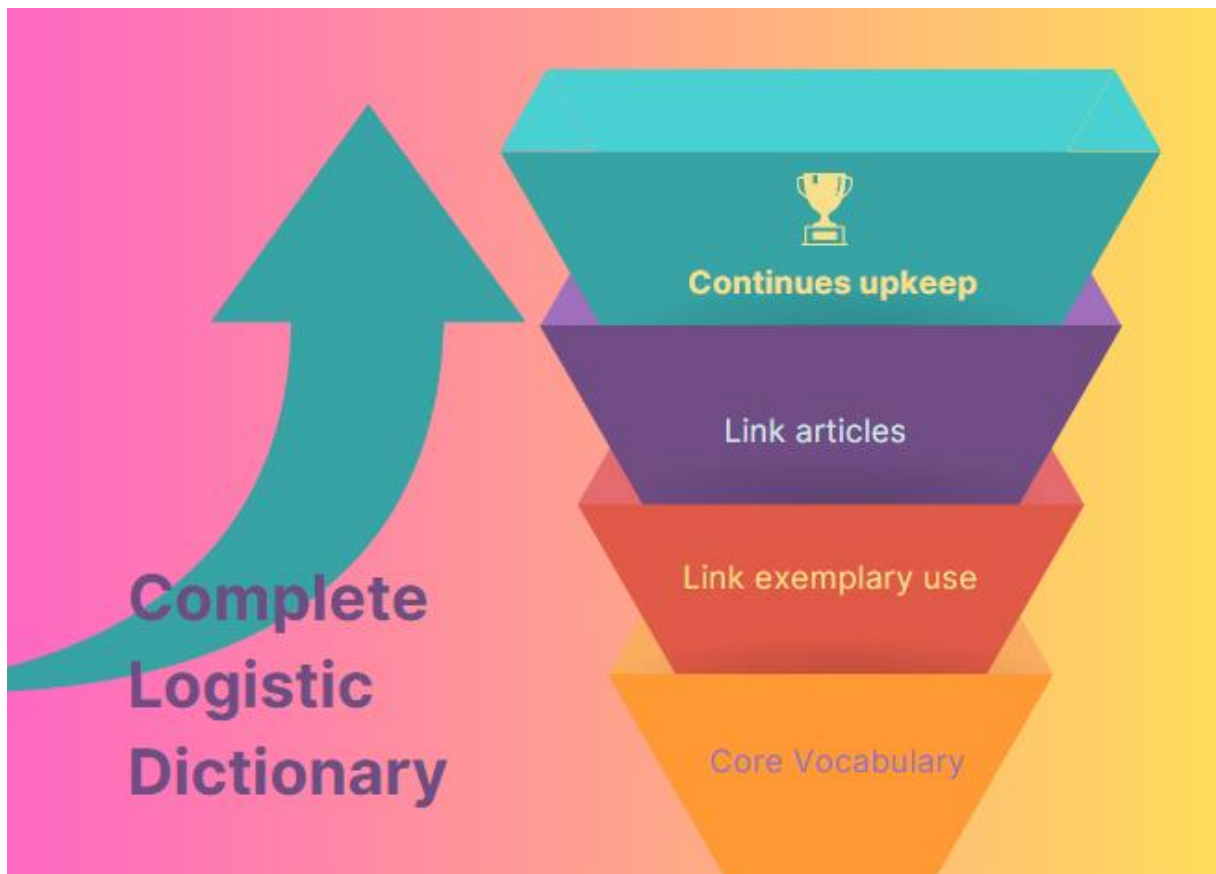 Continues upkeep
Link articles
Link exemplary use
Core Vocabulary
Complete
Logistic
Dictionary